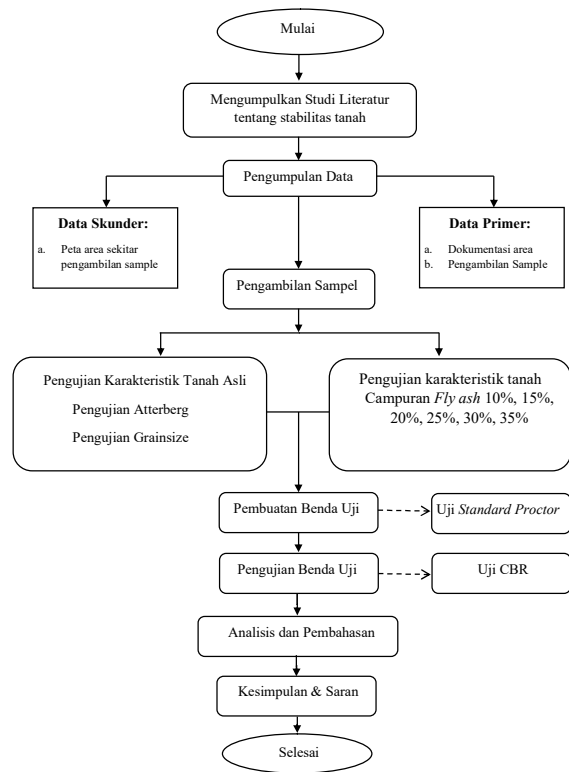 Mulai
Mengumpulkan Studi Literatur
tentang stabilitas tanah
Pengumpulan Data
Data Skunder:
a. Peta area sekitar
pengambilan sample
Data Primer:
a. Dokumentasi area
b. Pengambilan Sample
Pengambilan Sampel
Pengujian Karakteristik Tanah Asli
Pengujian Atterberg
Pengujian Grainsize
Pengujian karakteristik tanah
Campuran Fly ash 10%, 15%,
20%, 25%, 30%, 35%
Pembuatan Benda Uji
Uji Standard Proctor
Pengujian Benda Uji
Uji CBR
Analisis dan Pembahasan
Kesimpulan & Saran
Selesai